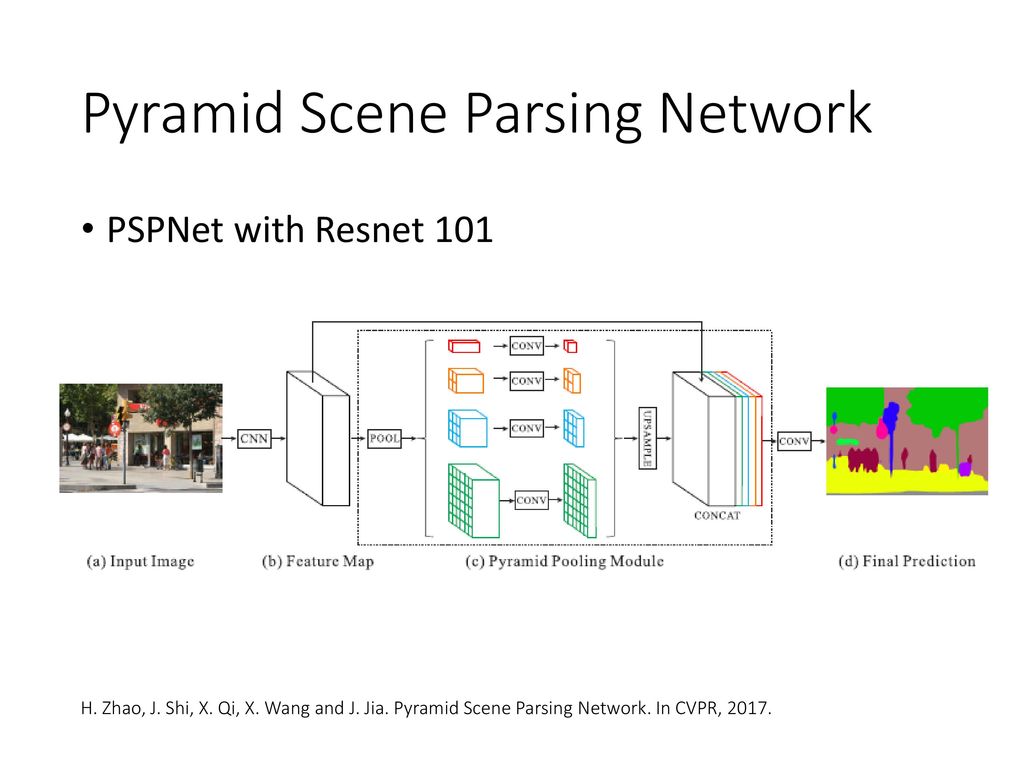 Pyramid Scene Parsing Network
• PSPNet with Resnet 101
CNN
POOL
CONV
CONV
CONV
CONV
UPSAMPLE
CONCAT
CONV
(a) Input Image
(b) Feature Map
(c) Pyramid Pooling Module
(d) Final Prediction
H. Zhao, J. Shi, X. Qi, X. Wang and J. Jia. Pyramid Scene Parsing Network. In CVPR, 2017.